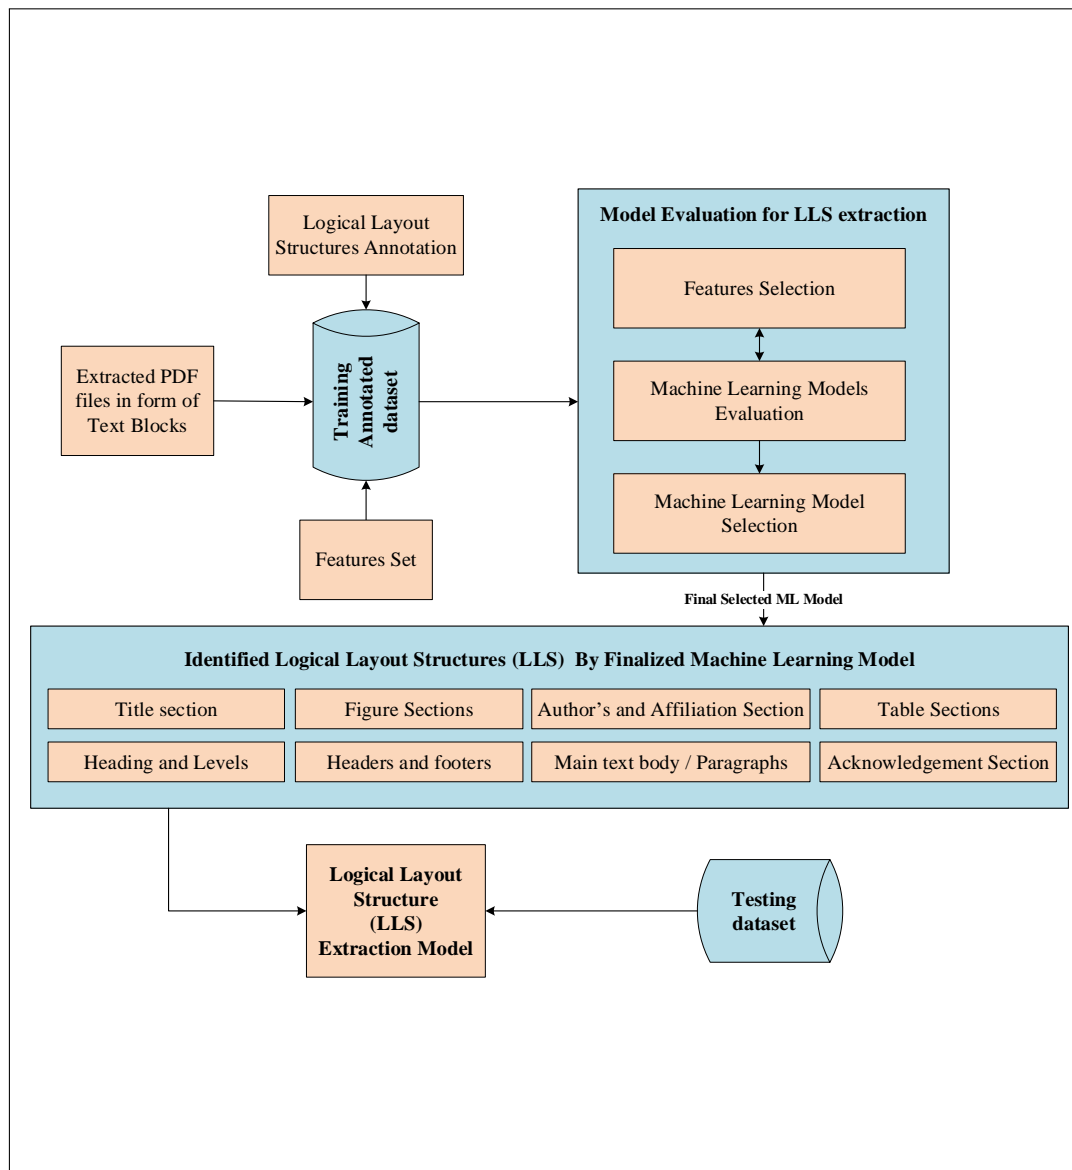 Logical Layout
Structures Annotation
Model Evaluation for LLS extraction
Features Selection
Extracted PDF
files in form of
Text Blocks
Training
Annotated
dataset
Machine Learning Models
Evaluation
Machine Learning Model
Selection
Features Set
Final Selected ML Model
Identified Logical Layout Structures (LLS)  By Finalized Machine Learning Model
Title section
Figure Sections
Author's and Affiliation Section
Table Sections
Heading and Levels
Headers and footers
Main text body / Paragraphs
Acknowledgement Section
Logical Layout
Structure
(LLS)
Extraction Model
Testing
dataset